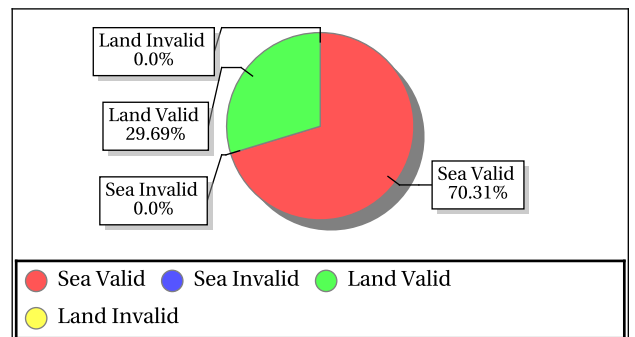 Land Invalid
0.0%
Land Valid
29.69%
Sea Invalid
0.0%
Sea Valid
70.31%
Sea Valid Sea Invalid Land Valid
Land Invalid